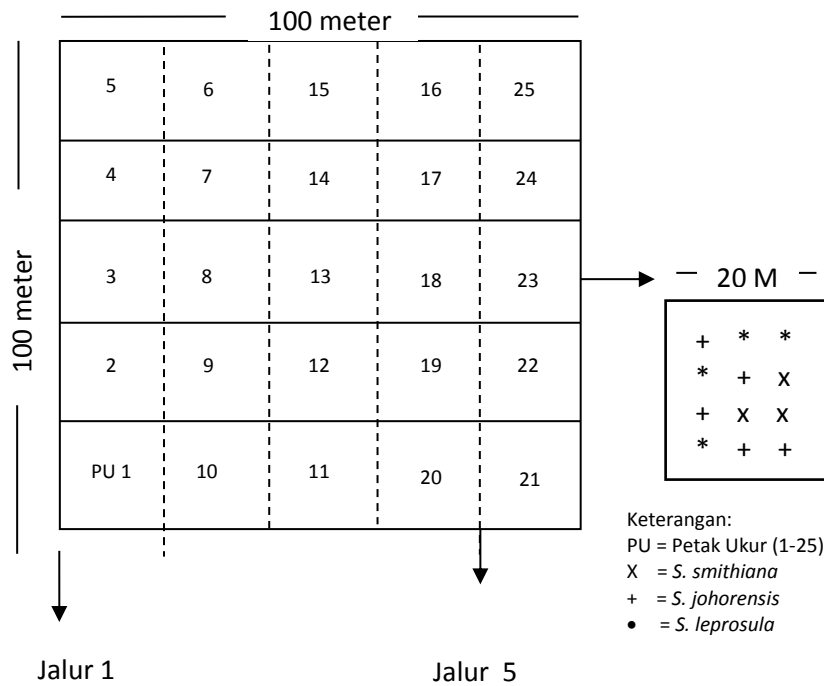 100 meter
5 6 15 16 25
4 7 14 17 24
3 8 13 18 23
2 9 12 19 22
PU 1 10 11 20 21
100 meter
20 M
+ * *
* + x
+ x x
* + +
Keterangan:
PU = Petak Ukur (1-25)
X = S. smithiana
+ = S. johorensis
• = S. leprosula
Jalur 1
Jalur 5